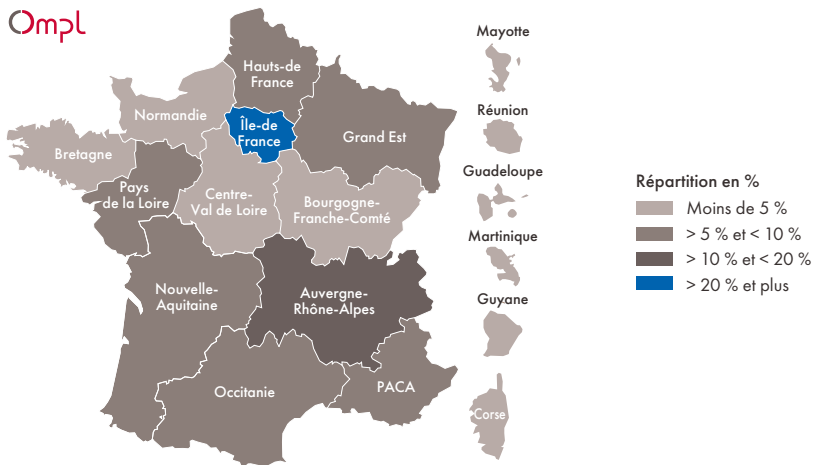 Ompl
Hauts-de
France
Normandie
Île-de
France
Grand Est
Bretagne
Pays
de la Loire
Centre-
Val de Loire
Bourgogne-
Franche-Comté
Nouvelle-
Aquitaine
Auvergne-
Rhône-Alpes
Occitanie
PACA
Mayotte
Réunion
Guadeloupe
Martinique
Guyane
Corse
Répartition en %
Moins de 5 %
> 5 % et < 10 %
> 10 % et < 20 %
> 20 % et plus